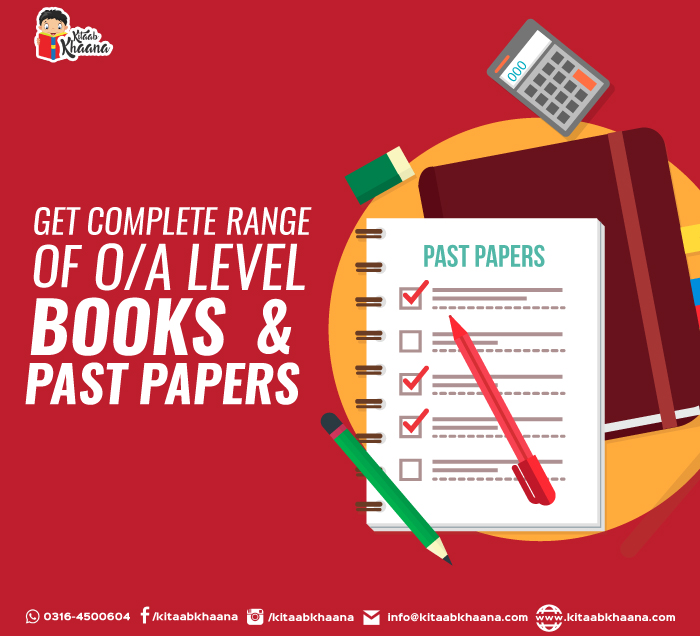 Kitaab
Khaana
GET COMPLETE RANGE
OF O/A LEVEL
BOOKS &
PAST PAPERS
000
PAST PAPERS
0316-4500604 /kitaabkhaana /kitaabkhaana info@kitaabkhaana.com www.kitaabkhaana.com